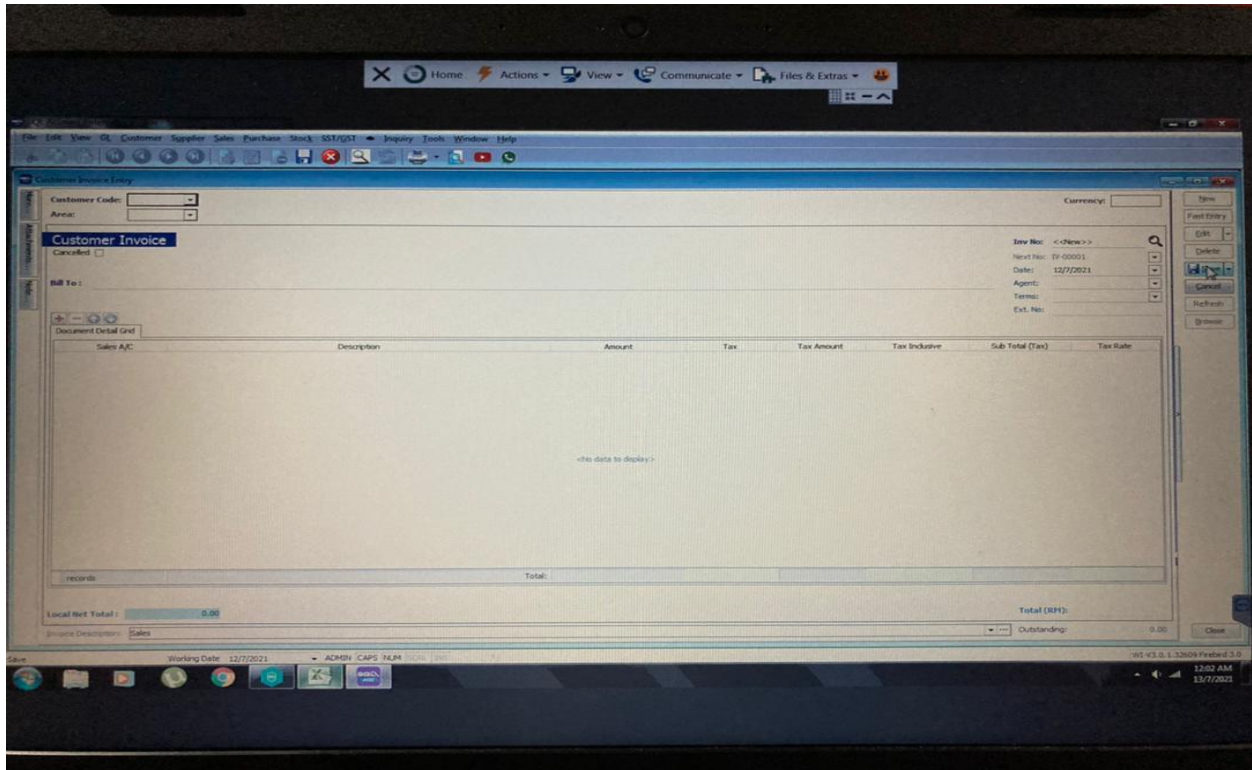 Home Actions View Communicate Files & Extras
File Edit View GL Customer Supplier Sales Purchase Stock SST/GST Inquiry Tools Window Help
Customer Invoice Entry
Customer Code:
Currency:
New
Area:
Fast Entry
Customer Invoice
Inv No: <<New>>
Edit
Cancelled
Next No: IV-00001
Delete
Date: 12/7/2021
Save
Bill To :
Agent:
Cancel
Terms:
Refresh
Ext. No:
Browse
Attachments...
Note...
Document Detail Grid
Sales A/C Description Amount Tax Tax Amount Tax Inclusive Sub Total (Tax) Tax Rate
<No data to display>
records Total:
Local Net Total : 0.00 Total (RM):
Invoice Description: Sales Outstanding: 0.00 Close
Save Working Date 12/7/2021 ADMIN CAPS NUM
12:02 AM
13/7/2021